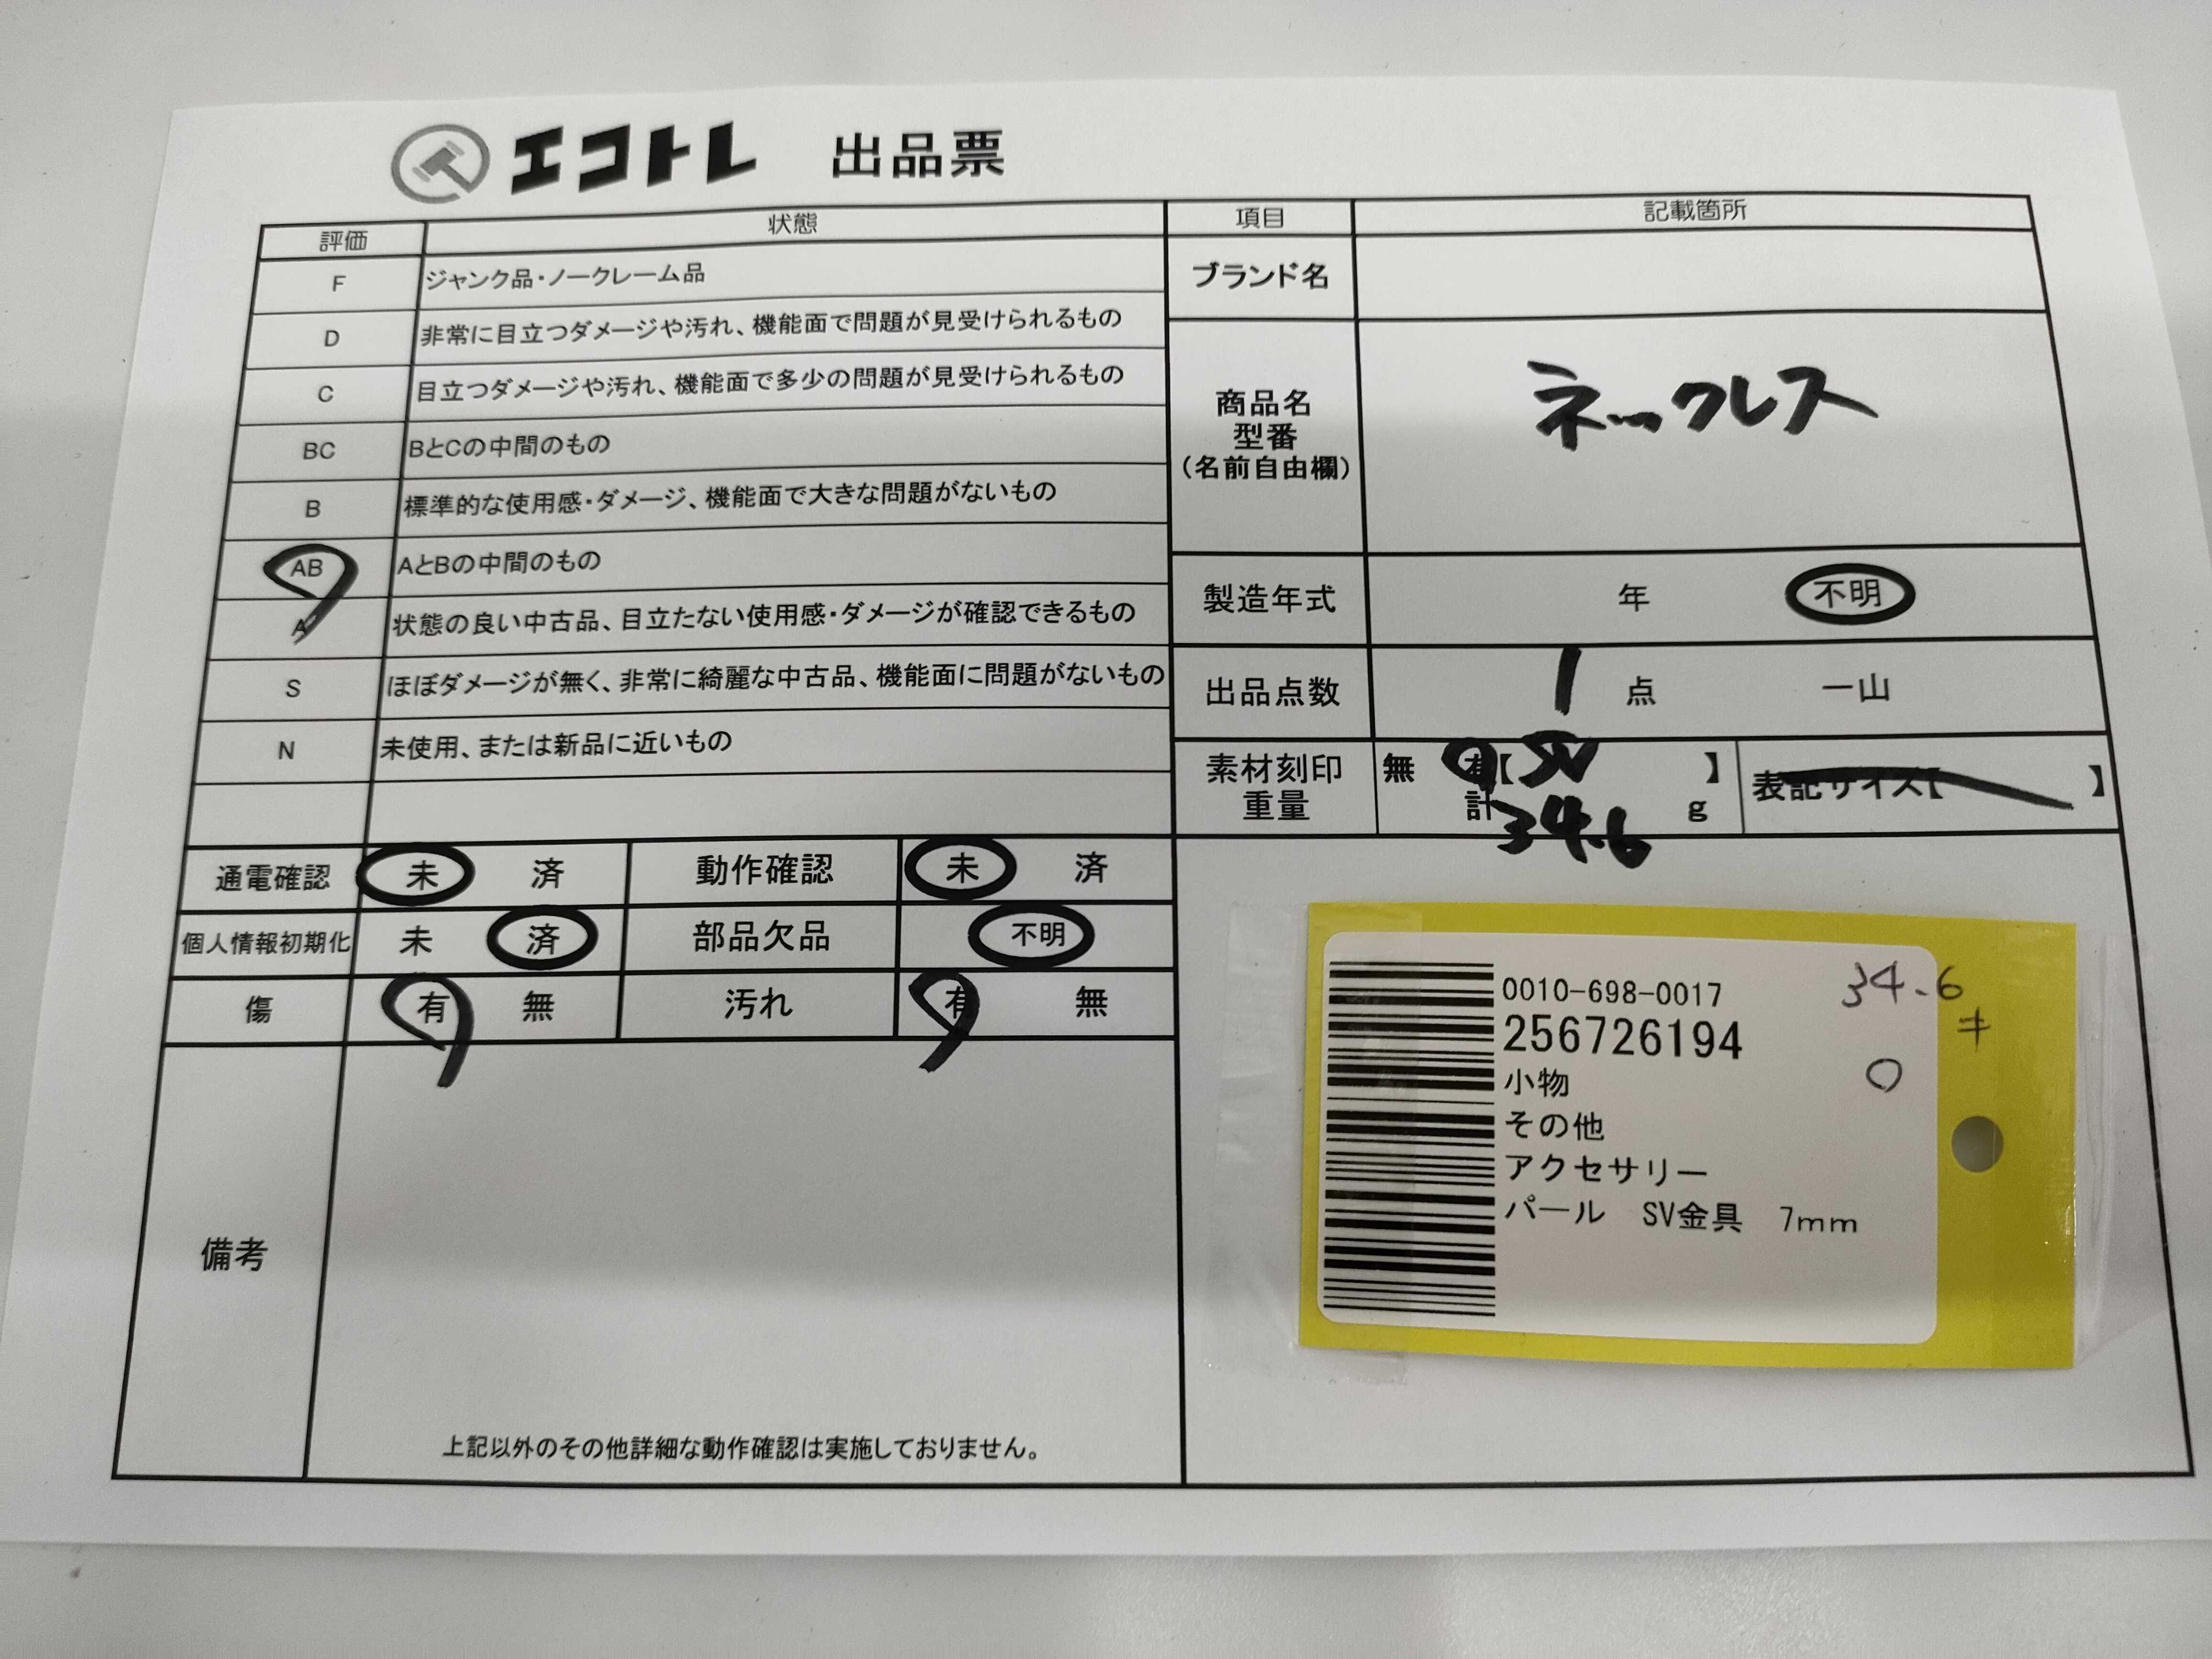 エコトレ 出品票
評価 状態
F ジャンク品・ノークレーム品
D 非常に目立つダメージや汚れ、機能面で問題が見受けられるもの
C 目立つダメージや汚れ、機能面で多少の問題が見受けられるもの
BC BとCの中間のもの
B 標準的な使用感・ダメージ、機能面で大きな問題がないもの
AB AとBの中間のもの
A 状態の良い中古品、目立たない使用感・ダメージが確認できるもの
S ほぼダメージが無く、非常に綺麗な中古品、機能面に問題がないもの
N 未使用、または新品に近いもの
通電確認 未 済 動作確認 未 済
個人情報初期化 未 済 部品欠品 不明
傷 有 無 汚れ 有 無
備考
上記以外のその他詳細な動作確認は実施しておりません。
項目 記載箇所
ブランド名
商品名
型番
(名前自由欄)
ネックレス
製造年式 年 不明
出品点数 1 点 一山
素材刻印 無 有【 SV 】
重量 計 34.6 g
表記サイズ【 】
0010-698-0017
256726194
小物
その他
アクセサリー
パール SV金具 7mm
34.6
キ
0